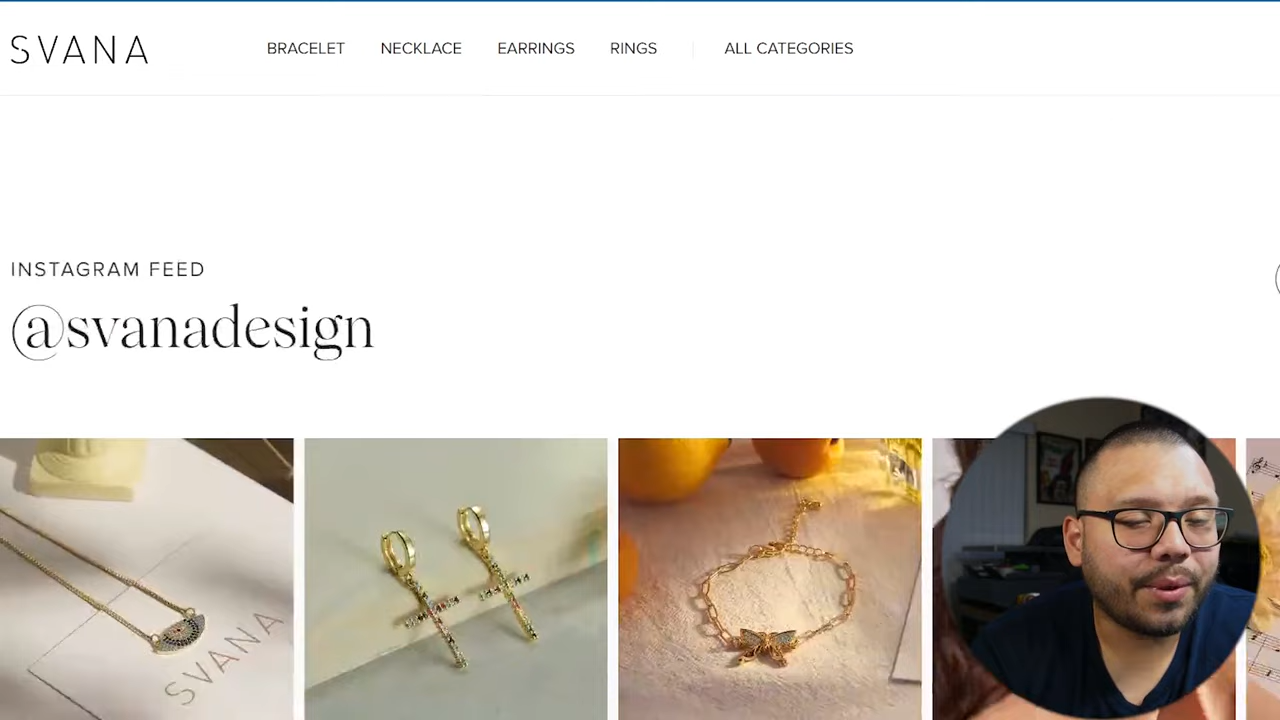 SVANA
BRACELET NECKLACE EARRINGS RINGS ALL CATEGORIES
INSTAGRAM FEED
@svanadesign
SVANA